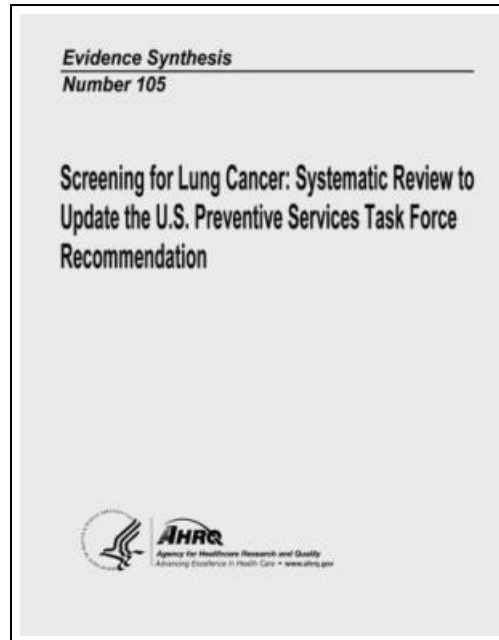 Evidence Synthesis
Number 105
Screening for Lung Cancer: Systematic Review to
Update the U.S. Preventive Services Task Force
Recommendation
AHRQ
Agency for Healthcare Research and Quality
Advancing Excellence in Health Care • www.ahrq.gov